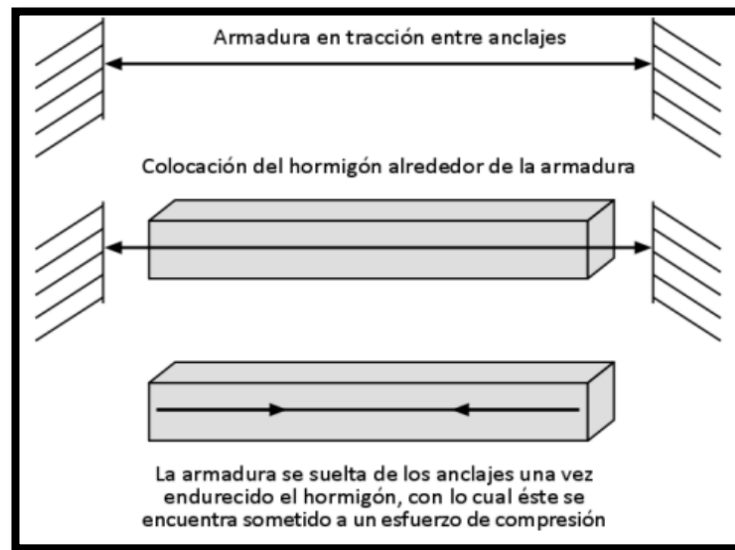 Armadura en tracción entre anclajes
Colocación del hormigón alrededor de la armadura
La armadura se suelta de los anclajes una vez
endurecido el hormigón, con lo cual éste se
encuentra sometido a un esfuerzo de compresión